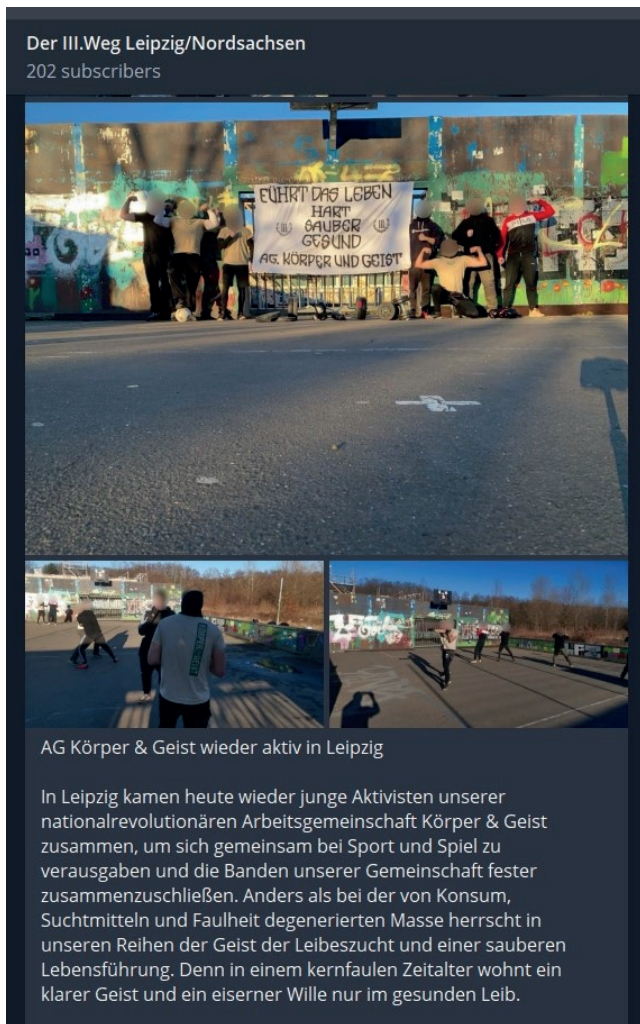 Der III.Weg Leipzig/Nordsachsen
202 subscribers
FÜHRT DAS LEBEN
HART
SAUBER
GESUND
AG. KÖRPER UND GEIST
AG Körper & Geist wieder aktiv in Leipzig
In Leipzig kamen heute wieder junge Aktivisten unserer
nationalrevolutionären Arbeitsgemeinschaft Körper & Geist
zusammen, um sich gemeinsam bei Sport und Spiel zu
verausgaben und die Banden unserer Gemeinschaft fester
zusammenzuschließen. Anders als bei der von Konsum,
Suchtmitteln und Faulheit degenerierten Masse herrscht in
unseren Reihen der Geist der Leibeszucht und einer sauberen
Lebensführung. Denn in einem kernfaulen Zeitalter wohnt ein
klarer Geist und ein eiserner Wille nur im gesunden Leib.